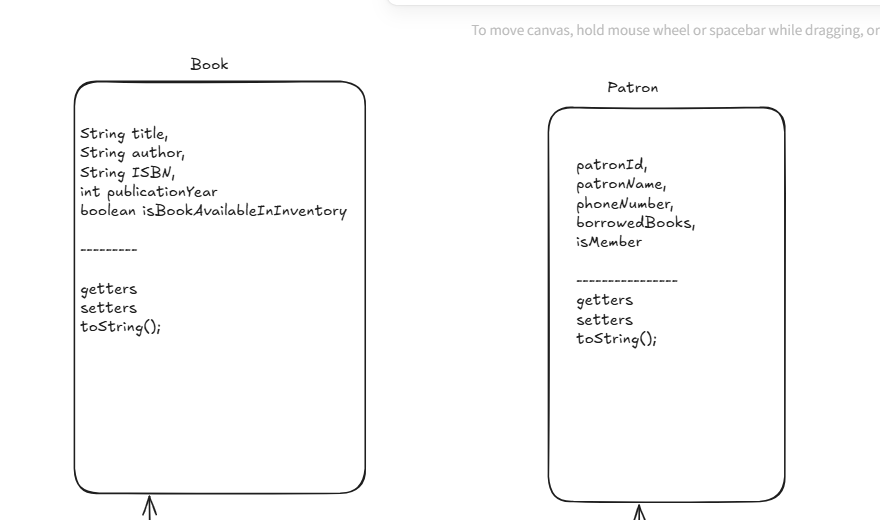 To move canvas, hold mouse wheel or spacebar while dragging, or
Book
String title,
String author,
String ISBN,
int publicationYear
boolean isBookAvailableInInventory
---------
getters
setters
toString();
Patron
patronId,
patronName,
phoneNumber,
borrowedBooks,
isMember
----------------
getters
setters
toString();